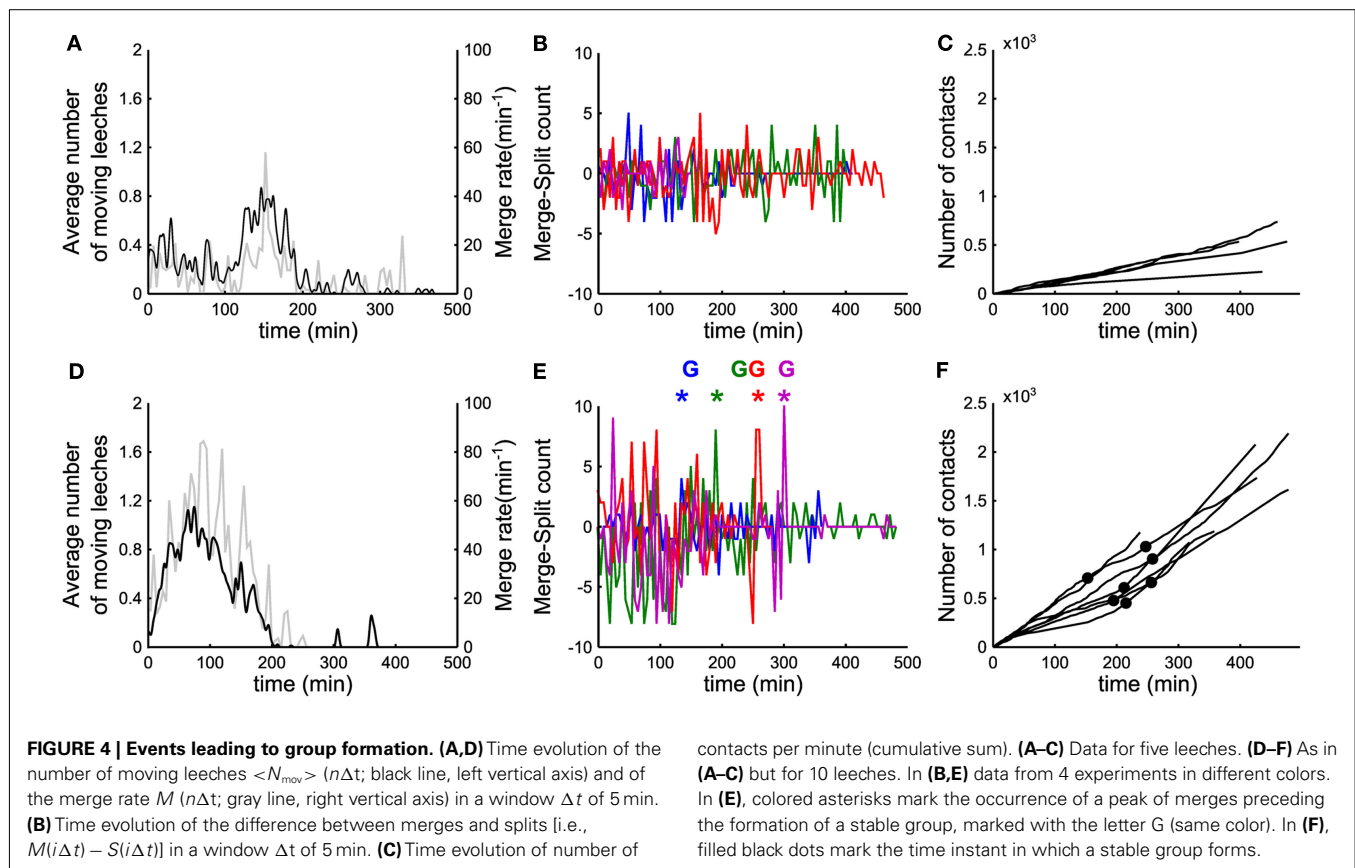 A
Average number
of moving leeches
2
1.6
1.2
0.8
0.4
0
100
80
60
40
20
0
Merge rate(min⁻¹)
0 100 200 300 400 500
time (min)
B
Merge-Split count
10
5
0
-5
-10
0 100 200 300 400 500
time (min)
C
x10³
Number of contacts
2.5
2
1.5
1
0.5
0
0 100 200 300 400
time (min)
D
Average number
of moving leeches
2
1.6
1.2
0.8
0.4
0
100
80
60
40
20
0
Merge rate(min⁻¹)
0 100 200 300 400 500
time (min)
E
G GG G
* * * *
Merge-Split count
10
5
0
-5
-10
0 100 200 300 400 500
time (min)
F
x10³
Number of contacts
2.5
2
1.5
1
0.5
0
0 100 200 300 400
time (min)
FIGURE 4 | Events leading to group formation. (A,D) Time evolution of the
number of moving leeches <Nmov> (nΔt; black line, left vertical axis) and of
the merge rate M (nΔt; gray line, right vertical axis) in a window Δt of 5 min.
(B) Time evolution of the difference between merges and splits [i.e.,
M(iΔt) – S(iΔt)] in a window Δt of 5 min. (C) Time evolution of number of
contacts per minute (cumulative sum). (A–C) Data for five leeches. (D–F) As in
(A–C) but for 10 leeches. In (B,E) data from 4 experiments in different colors.
In (E), colored asterisks mark the occurrence of a peak of merges preceding
the formation of a stable group, marked with the letter G (same color). In (F),
filled black dots mark the time instant in which a stable group forms.